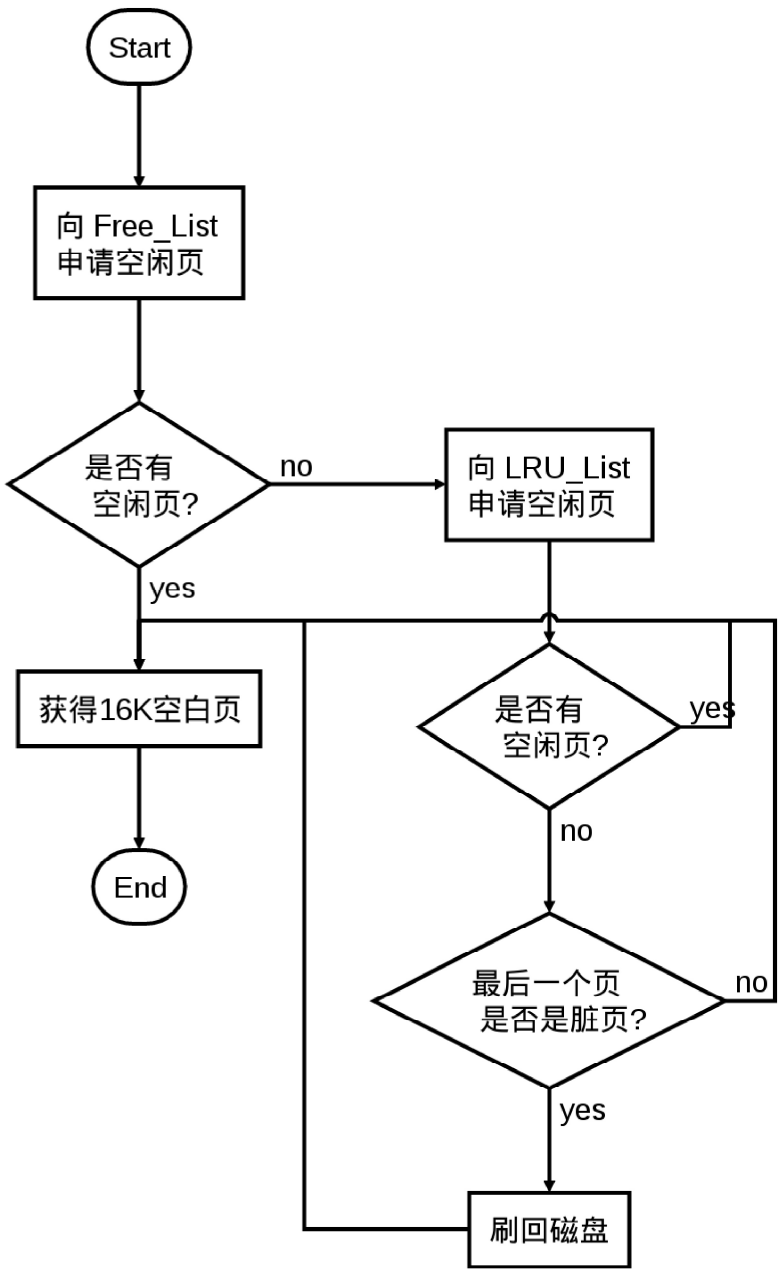 Start
向 Free_List
申请空闲页
是否有
空闲页?
no
向 LRU_List
申请空闲页
yes
获得16K空白页
是否有
空闲页?
yes
no
End
最后一个页
是否是脏页?
no
yes
刷回磁盘